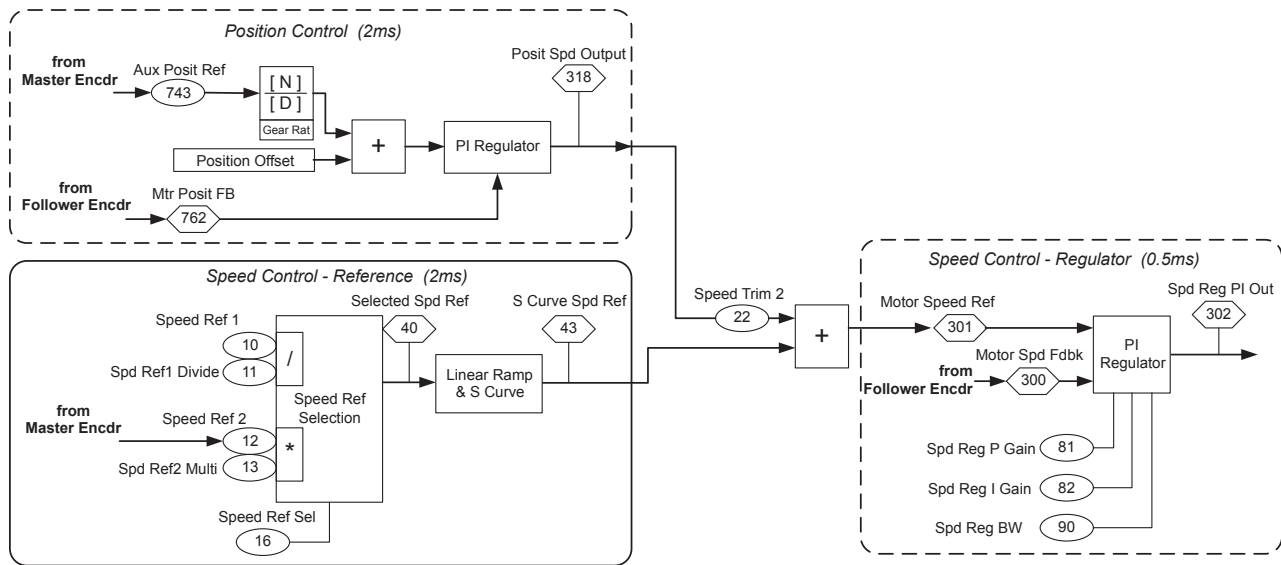 Position Control (2ms)
from
Master Encdr
Aux Posit Ref
743
[ N ]
[ D ]
Gear Rat
Position Offset
+
PI Regulator
Posit Spd Output
318
from
Follower Encdr
Mtr Posit FB
762
Speed Control - Reference (2ms)
Speed Ref 1
10
Spd Ref1 Divide
11
/
from
Master Encdr
Speed Ref 2
12
Spd Ref2 Multi
13
*
Speed Ref
Selection
Speed Ref Sel
16
Selected Spd Ref
40
Linear Ramp
& S Curve
S Curve Spd Ref
43
Speed Trim 2
22
+
Speed Control - Regulator (0.5ms)
Motor Speed Ref
301
Motor Spd Fdbk
from
Follower Encdr
300
PI
Regulator
Spd Reg PI Out
302
Spd Reg P Gain
81
Spd Reg I Gain
82
Spd Reg BW
90